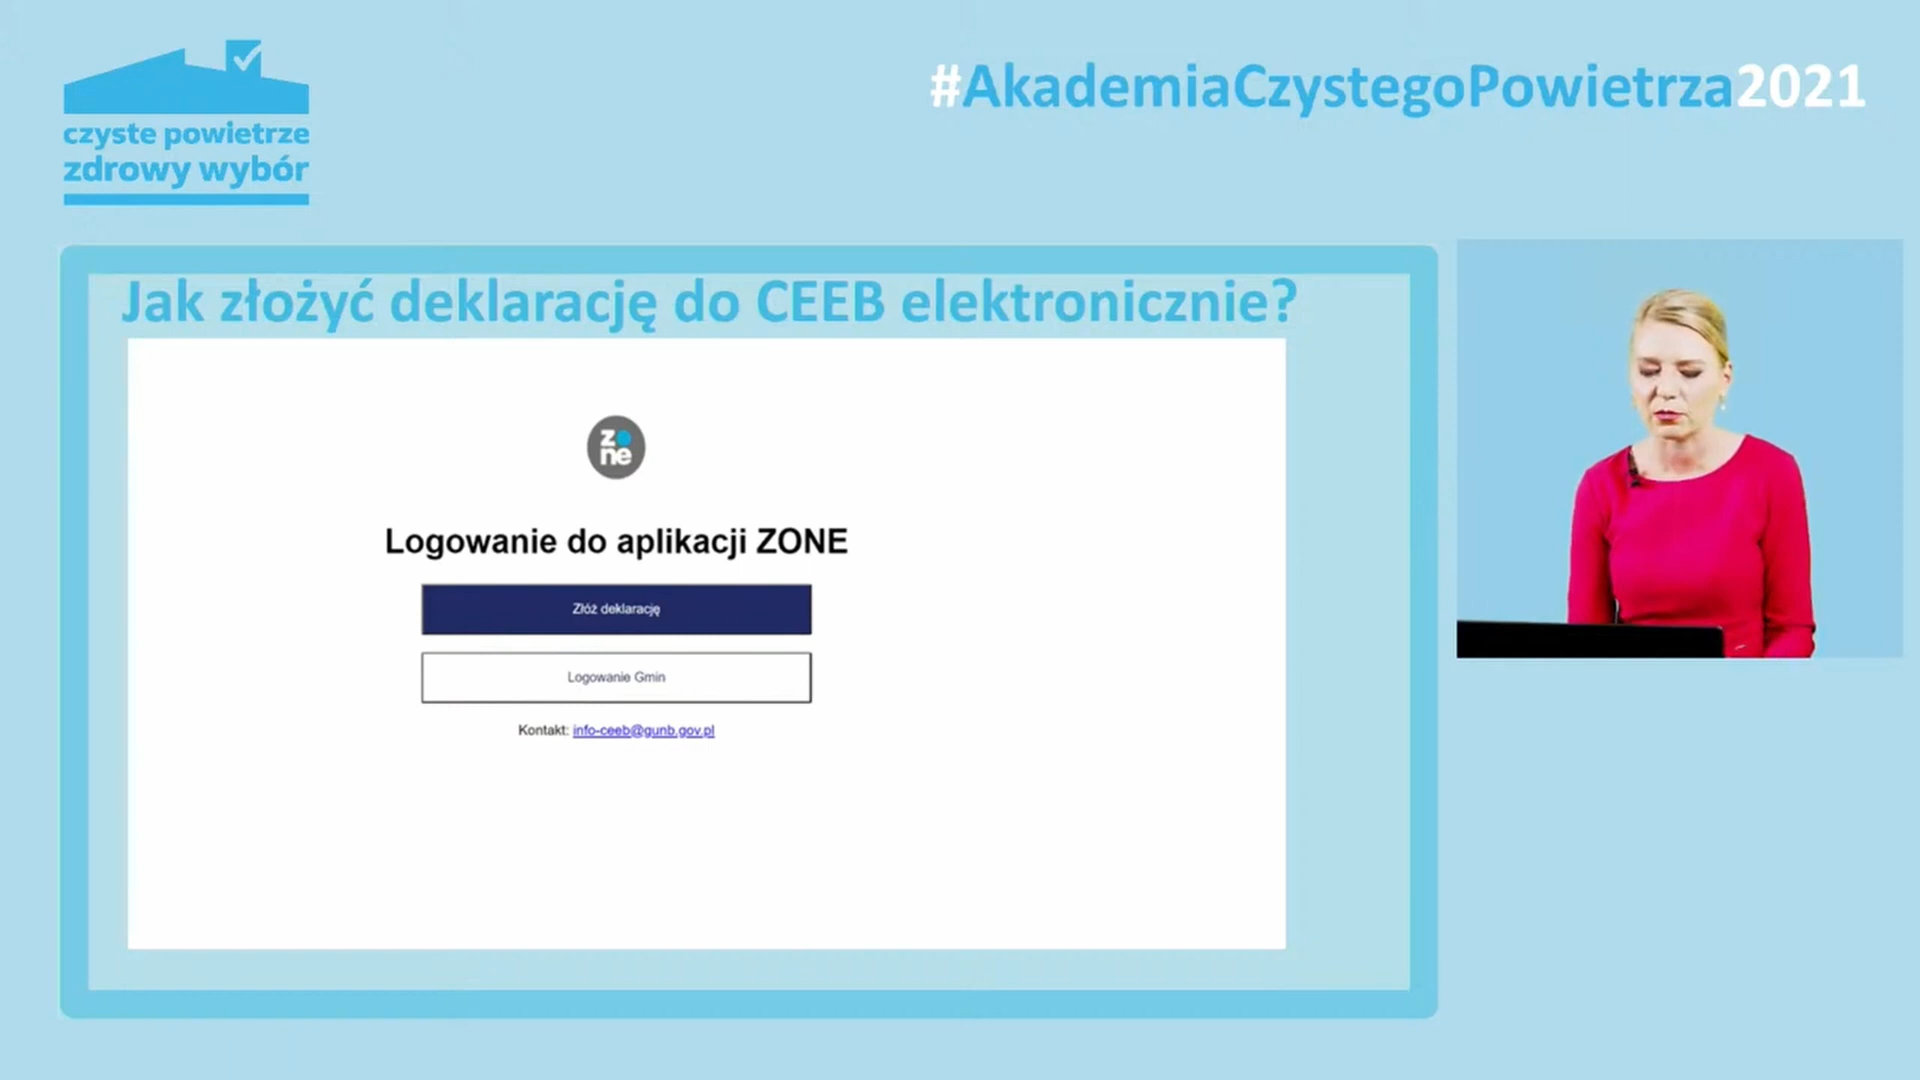 czyste powietrze
zdrowy wybór
#AkademiaCzystegoPowietrza2021
Jak złożyć deklarację do CEEB elektronicznie?
zone
Logowanie do aplikacji ZONE
Złóż deklarację
Logowanie Gmin
Kontakt: info-ceeb@gunb.gov.pl